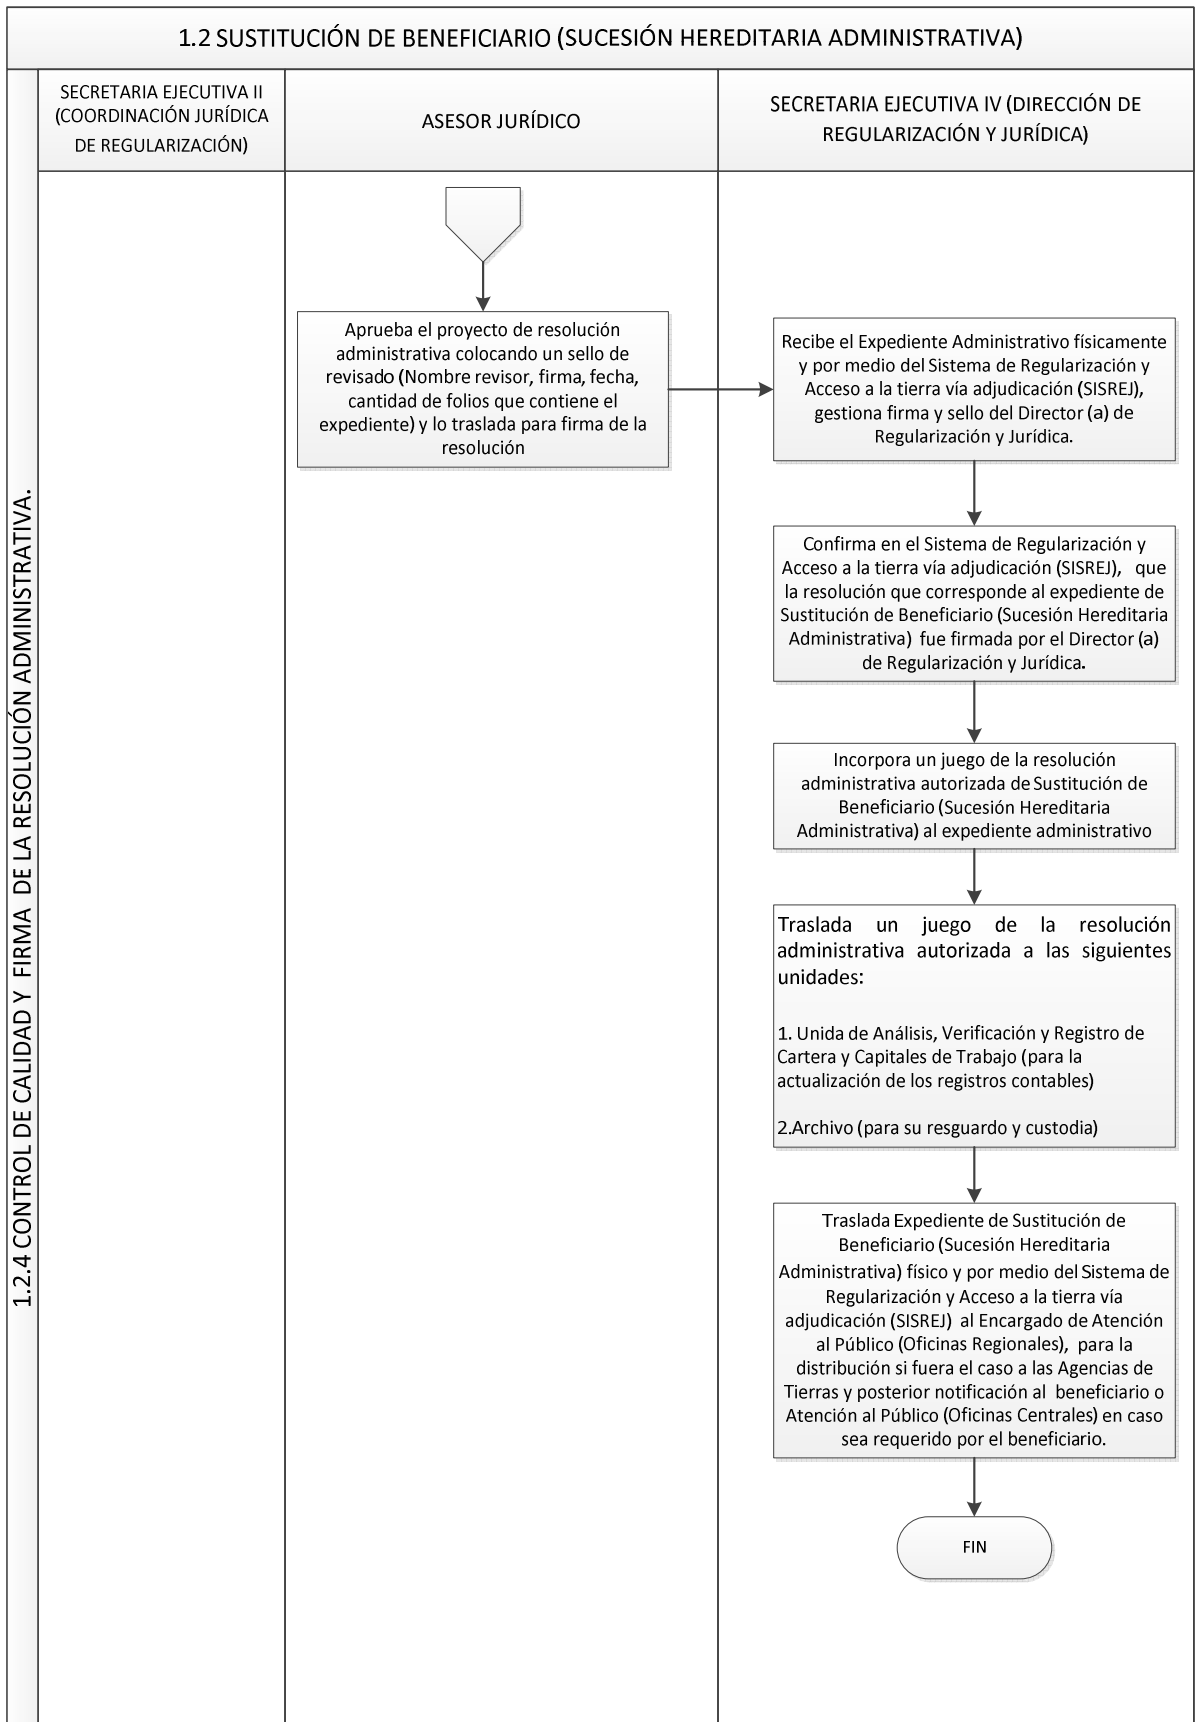 1.2 SUSTITUCIÓN DE BENEFICIARIO (SUCESIÓN HEREDITARIA ADMINISTRATIVA)
1.2.4 CONTROL DE CALIDAD Y FIRMA DE LA RESOLUCIÓN ADMINISTRATIVA.
SECRETARIA EJECUTIVA II
(COORDINACIÓN JURÍDICA
DE REGULARIZACIÓN)
ASESOR JURÍDICO
SECRETARIA EJECUTIVA IV (DIRECCIÓN DE
REGULARIZACIÓN Y JURÍDICA)
Aprueba el proyecto de resolución
administrativa colocando un sello de
revisado (Nombre revisor, firma, fecha,
cantidad de folios que contiene el
expediente) y lo traslada para firma de la
resolución
Recibe el Expediente Administrativo físicamente
y por medio del Sistema de Regularización y
Acceso a la tierra vía adjudicación (SISREJ),
gestiona firma y sello del Director (a) de
Regularización y Jurídica.
Confirma en el Sistema de Regularización y
Acceso a la tierra vía adjudicación (SISREJ), que
la resolución que corresponde al expediente de
Sustitución de Beneficiario (Sucesión Hereditaria
Administrativa) fue firmada por el Director (a)
de Regularización y Jurídica.
Incorpora un juego de la resolución
administrativa autorizada de Sustitución de
Beneficiario (Sucesión Hereditaria
Administrativa) al expediente administrativo
Traslada un juego de la resolución
administrativa autorizada a las siguientes
unidades:
1. Unida de Análisis, Verificación y Registro de
Cartera y Capitales de Trabajo (para la
actualización de los registros contables)
2.Archivo (para su resguardo y custodia)
Traslada Expediente de Sustitución de
Beneficiario (Sucesión Hereditaria
Administrativa) físico y por medio del Sistema de
Regularización y Acceso a la tierra vía
adjudicación (SISREJ) al Encargado de Atención
al Público (Oficinas Regionales), para la
distribución si fuera el caso a las Agencias de
Tierras y posterior notificación al beneficiario o
Atención al Público (Oficinas Centrales) en caso
sea requerido por el beneficiario.
FIN